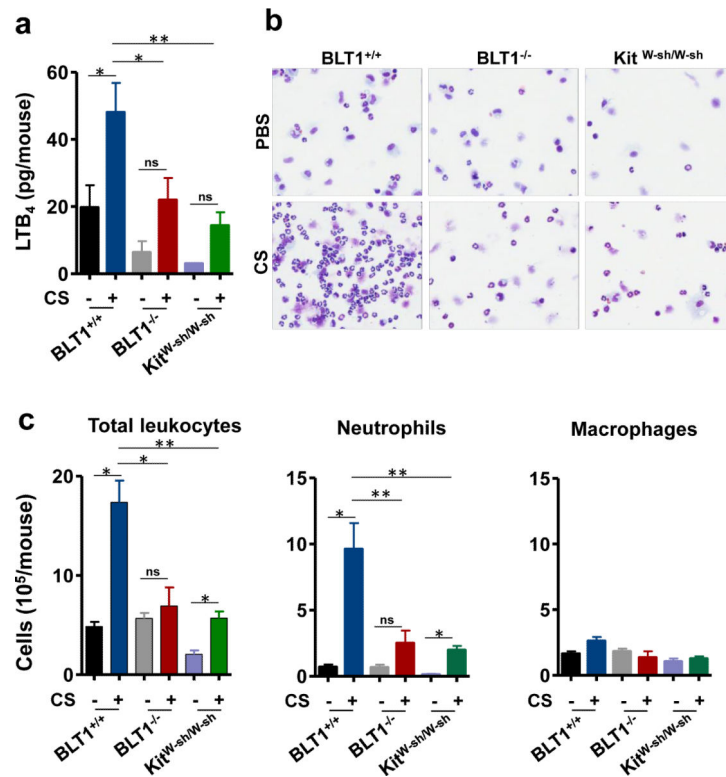 a
**
*
*
ns
ns
60
40
20
0
LTB4 (pg/mouse)
CS - + - + - +
BLT1+/+ BLT1-/- KitW-sh/W-sh
b
BLT1+/+ BLT1-/- Kit W-sh/W-sh
PBS
CS
c
Total leukocytes
**
*
*
ns
*
20
10
0
Cells (10⁵/mouse)
CS - + - + - +
BLT1+/+ BLT1-/- KitW-sh/W-sh
Neutrophils
**
**
*
ns
*
15
10
5
0
CS - + - + - +
BLT1+/+ BLT1-/- KitW-sh/W-sh
Macrophages
15
10
5
0
CS - + - + - +
BLT1+/+ BLT1-/- KitW-sh/W-sh